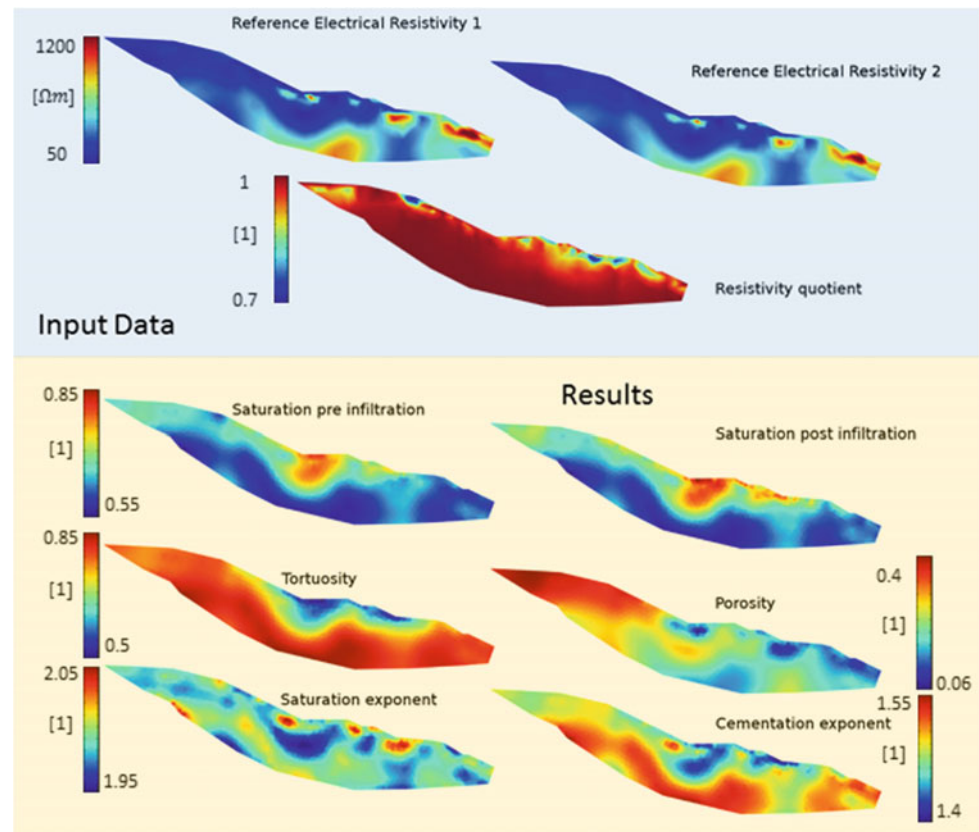 Reference Electrical Resistivity 1
1200
[Ωm]
50
Reference Electrical Resistivity 2
1
[1]
0.7
Resistivity quotient
Input Data
Results
0.85
[1]
0.55
Saturation pre infiltration
Saturation post infiltration
0.85
[1]
0.5
Tortuosity
0.4
[1]
0.06
Porosity
2.05
[1]
1.95
Saturation exponent
1.55
[1]
1.4
Cementation exponent